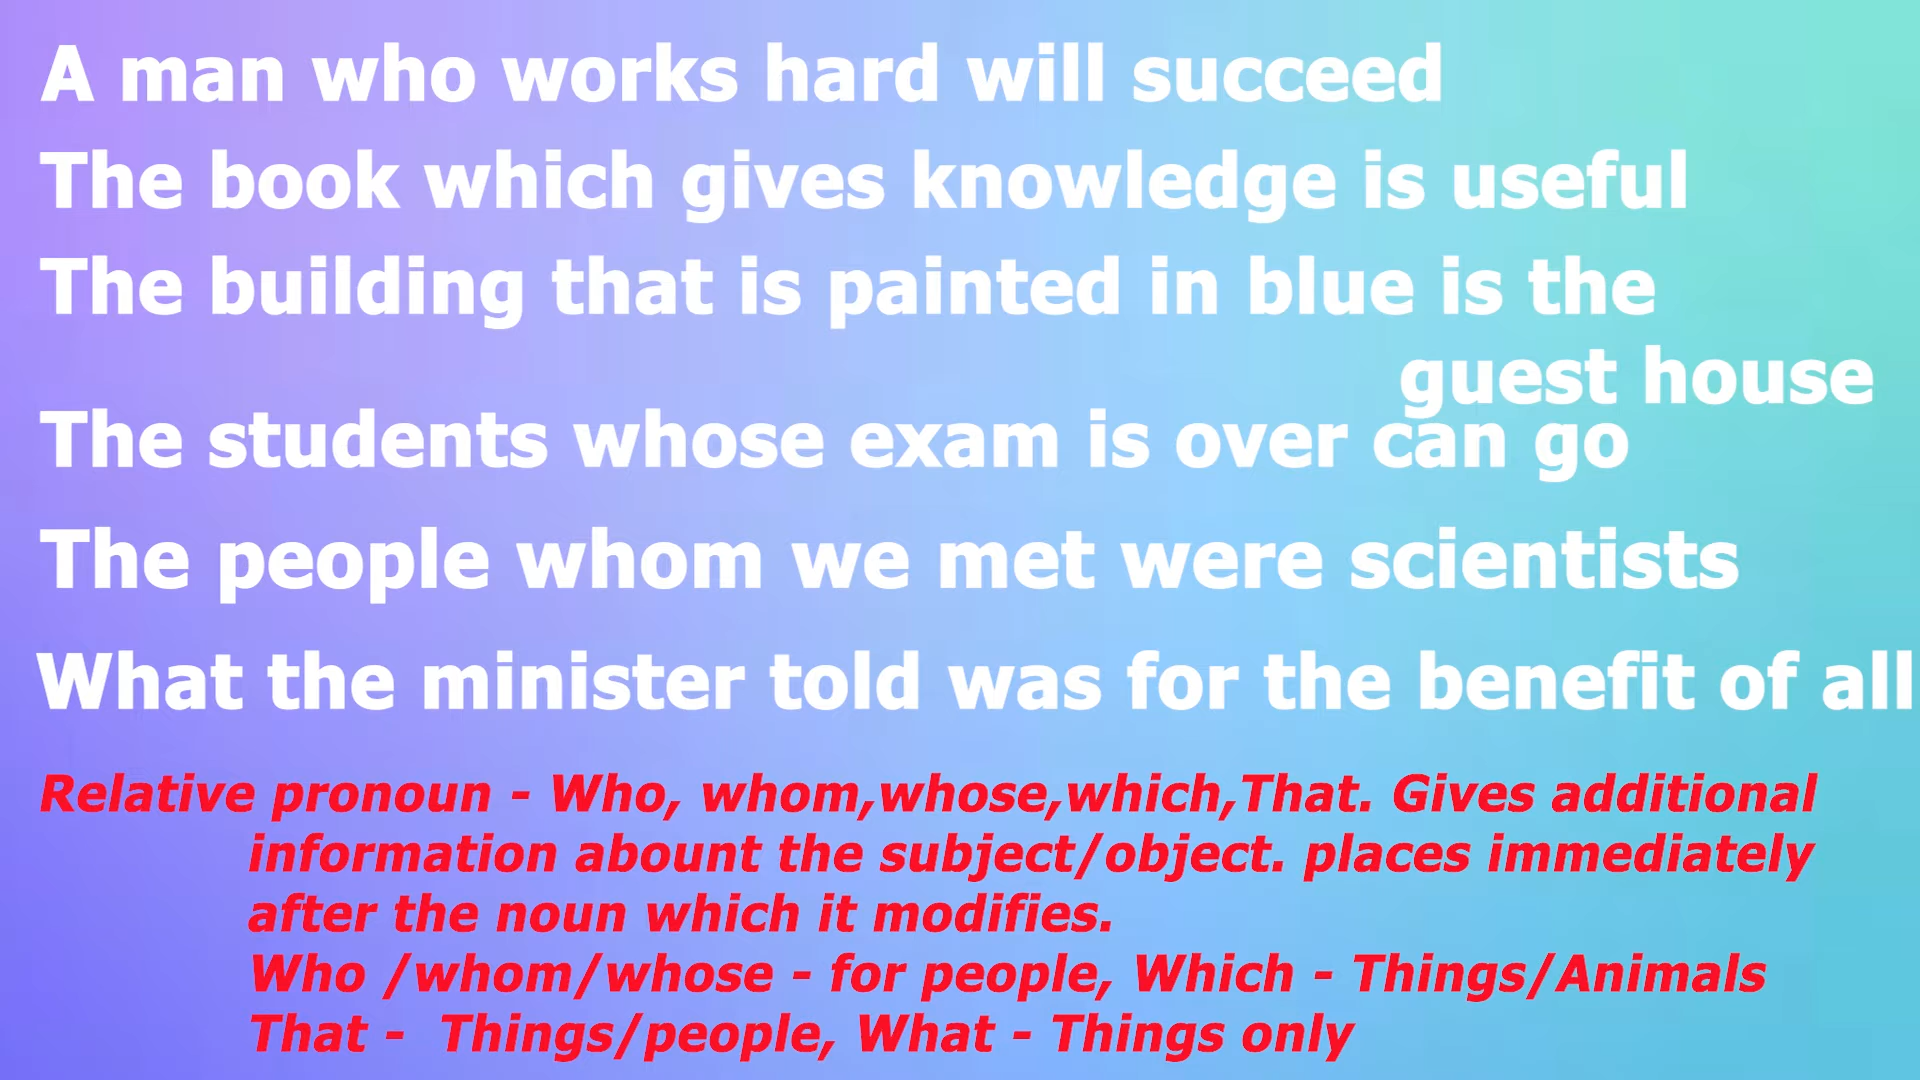 A man who works hard will succeed
The book which gives knowledge is useful
The building that is painted in blue is the
guest house
The students whose exam is over can go
The people whom we met were scientists
What the minister told was for the benefit of all
Relative pronoun - Who, whom,whose,which,That. Gives additional
information abount the subject/object. places immediately
after the noun which it modifies.
Who /whom/whose - for people, Which - Things/Animals
That - Things/people, What - Things only